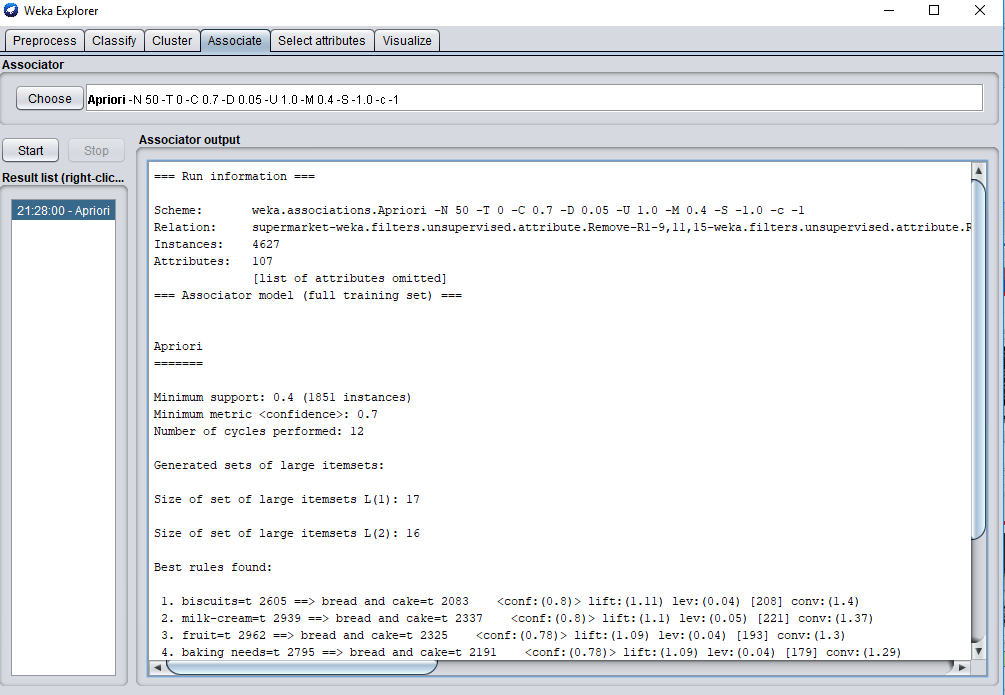 Weka Explorer
Preprocess Classify Cluster Associate Select attributes Visualize
Associator
Choose Apriori -N 50 -T 0 -C 0.7 -D 0.05 -U 1.0 -M 0.4 -S -1.0 -c -1
Start Stop
Result list (right-clic...
21:28:00 - Apriori
Associator output
=== Run information ===
Scheme: weka.associations.Apriori -N 50 -T 0 -C 0.7 -D 0.05 -U 1.0 -M 0.4 -S -1.0 -c -1
Relation: supermarket-weka.filters.unsupervised.attribute.Remove-R1-9,11,15-weka.filters.unsupervised.attribute.R
Instances: 4627
Attributes: 107
[list of attributes omitted]
=== Associator model (full training set) ===
Apriori
=======
Minimum support: 0.4 (1851 instances)
Minimum metric <confidence>: 0.7
Number of cycles performed: 12
Generated sets of large itemsets:
Size of set of large itemsets L(1): 17
Size of set of large itemsets L(2): 16
Best rules found:
1. biscuits=t 2605 ==> bread and cake=t 2083 <conf:(0.8)> lift:(1.11) lev:(0.04) [208] conv:(1.4)
2. milk-cream=t 2939 ==> bread and cake=t 2337 <conf:(0.8)> lift:(1.1) lev:(0.05) [221] conv:(1.37)
3. fruit=t 2962 ==> bread and cake=t 2325 <conf:(0.78)> lift:(1.09) lev:(0.04) [193] conv:(1.3)
4. baking needs=t 2795 ==> bread and cake=t 2191 <conf:(0.78)> lift:(1.09) lev:(0.04) [179] conv:(1.29)